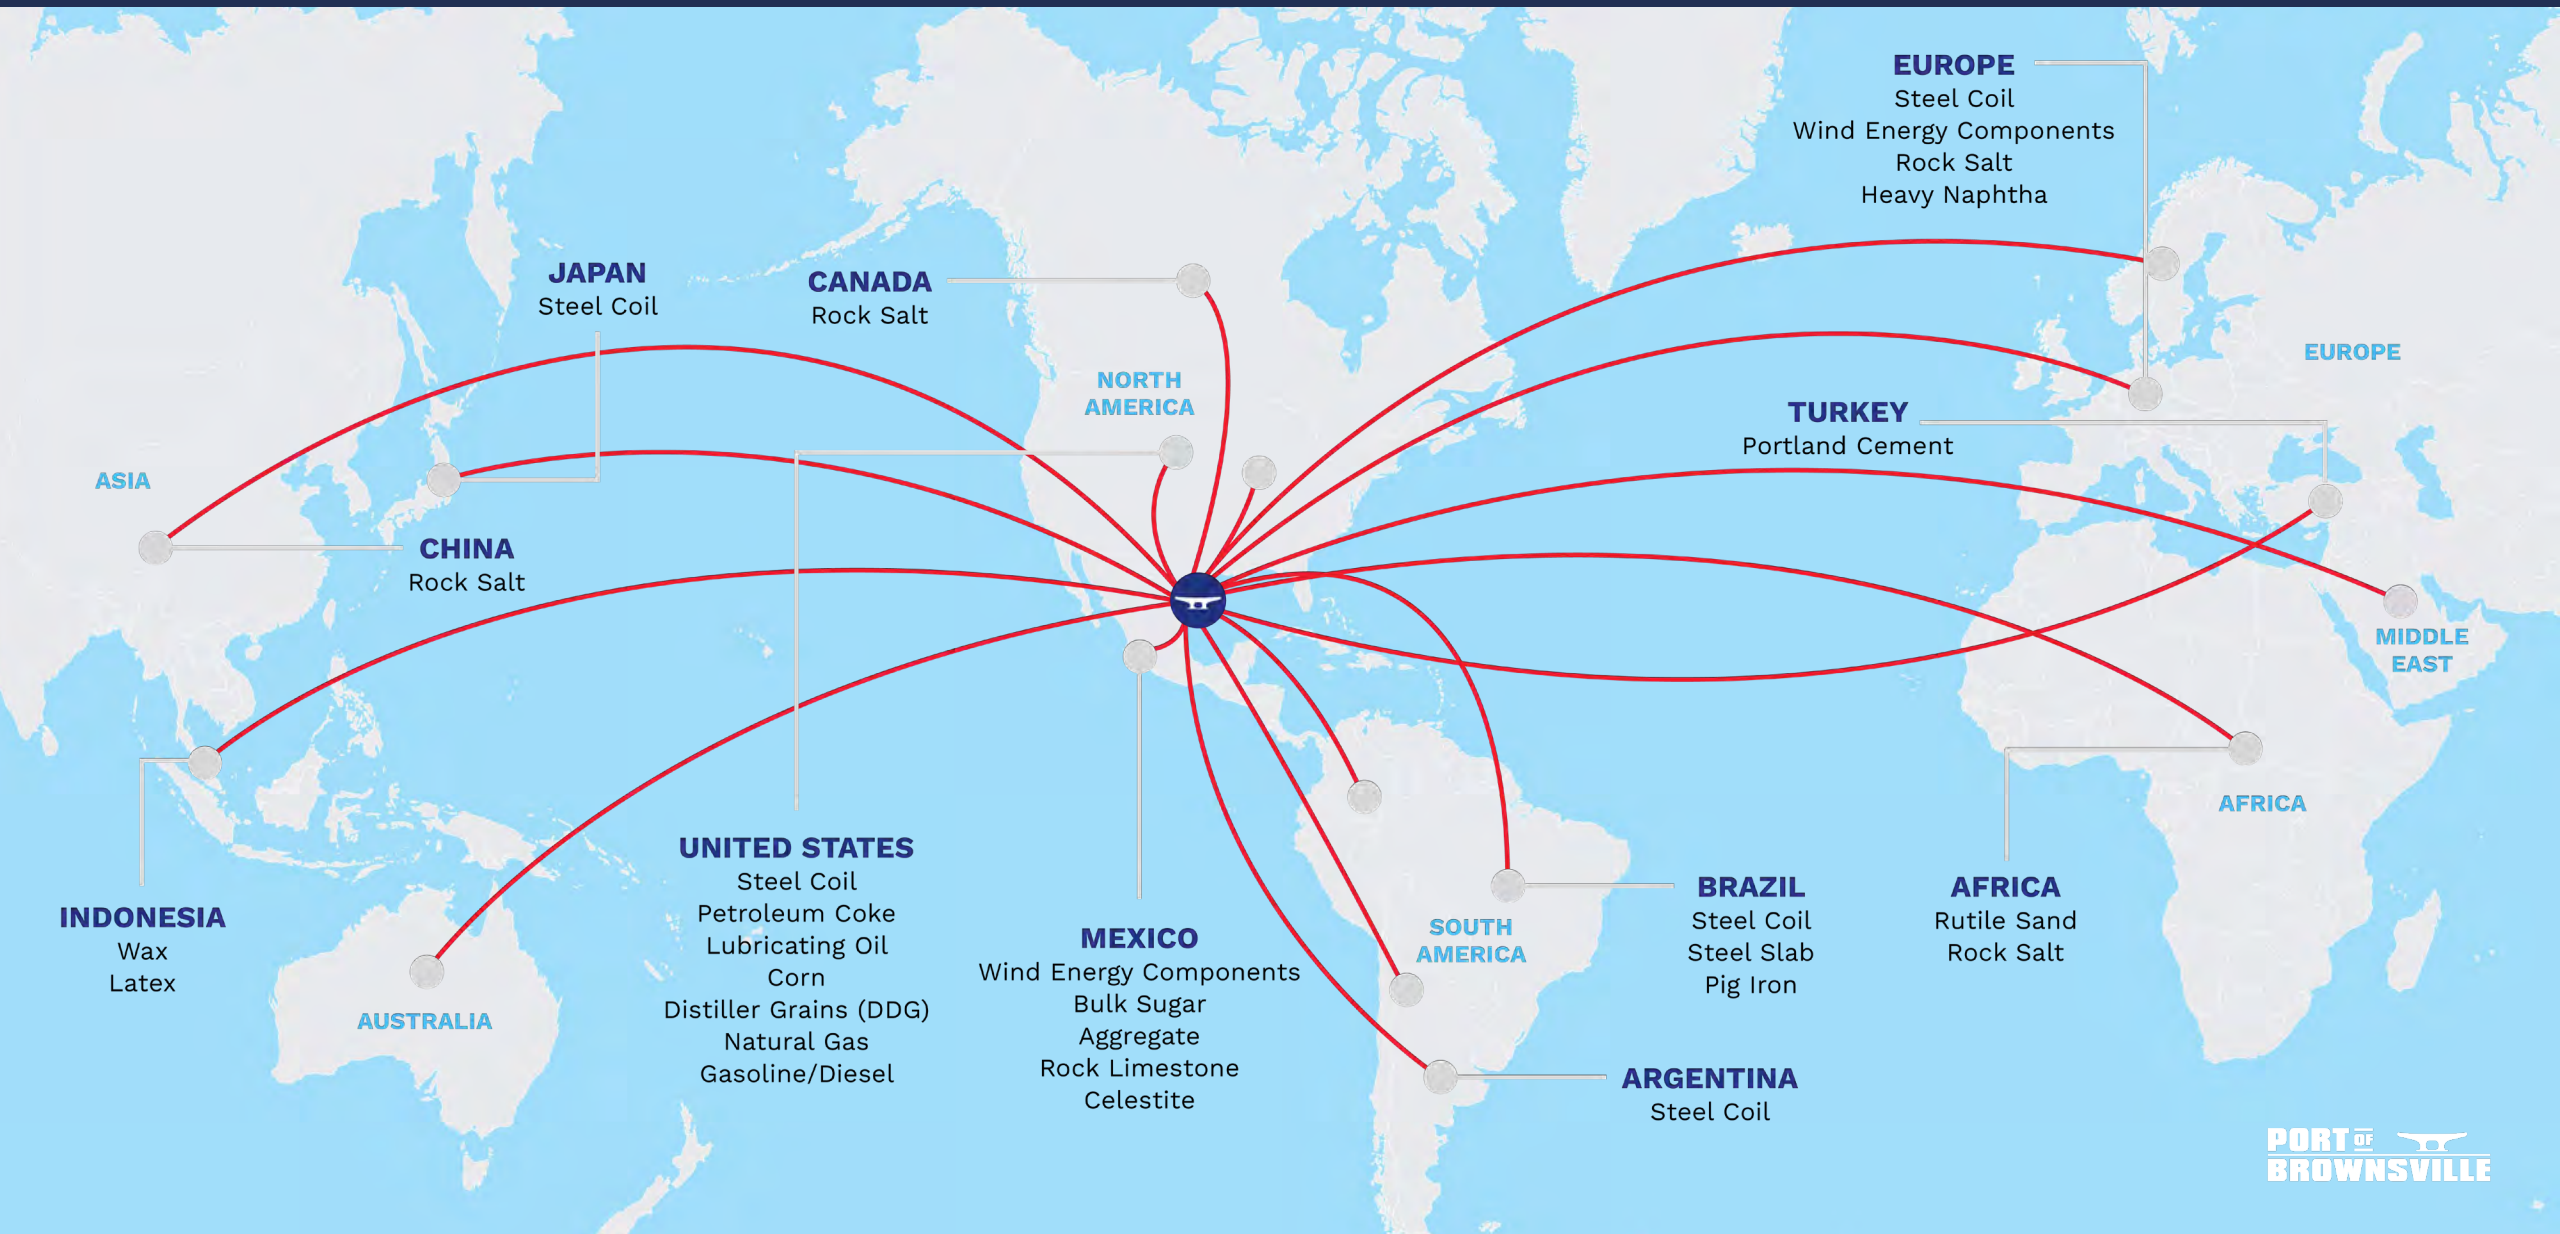 EUROPE
Steel Coil
Wind Energy Components
Rock Salt
Heavy Naphtha
JAPAN
Steel Coil
CANADA
Rock Salt
NORTH
AMERICA
EUROPE
TURKEY
Portland Cement
ASIA
CHINA
Rock Salt
MIDDLE
EAST
AFRICA
INDONESIA
Wax
Latex
AUSTRALIA
UNITED STATES
Steel Coil
Petroleum Coke
Lubricating Oil
Corn
Distiller Grains (DDG)
Natural Gas
Gasoline/Diesel
MEXICO
Wind Energy Components
Bulk Sugar
Aggregate
Rock Limestone
Celestite
SOUTH
AMERICA
BRAZIL
Steel Coil
Steel Slab
Pig Iron
AFRICA
Rutile Sand
Rock Salt
ARGENTINA
Steel Coil
PORT OF
BROWNSVILLE